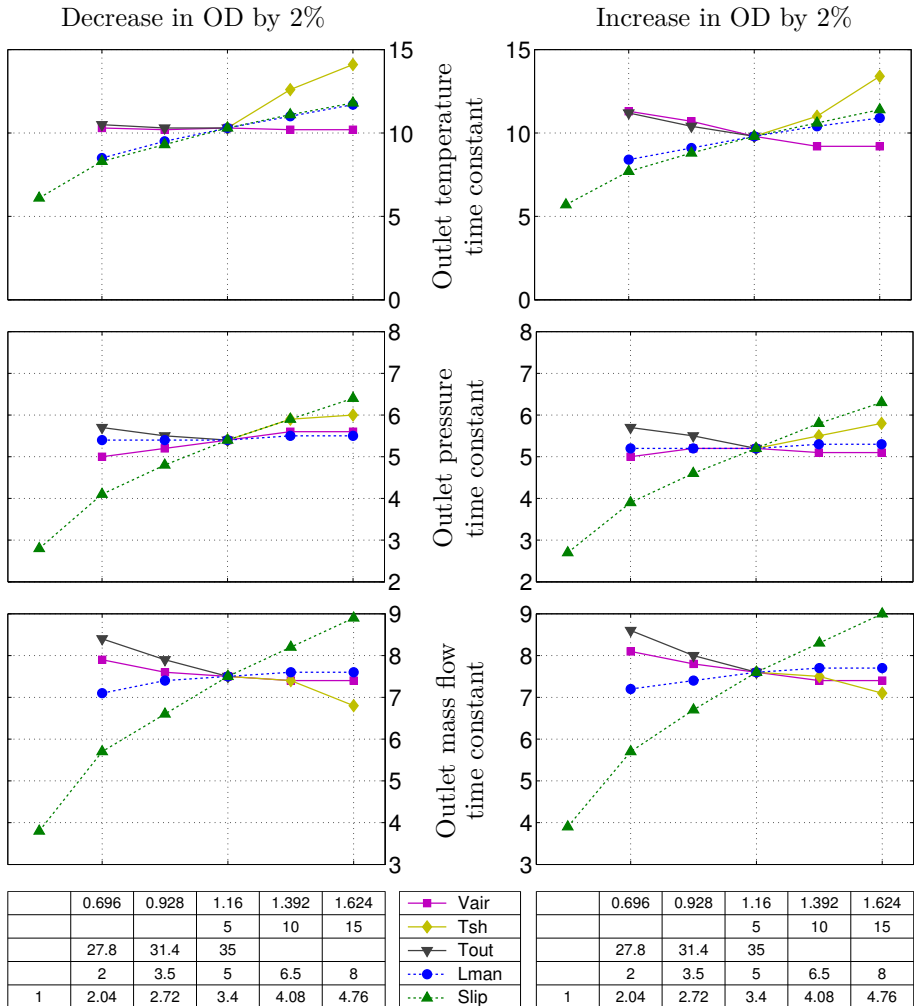 Decrease in OD by 2%
Increase in OD by 2%
15
10
5
0
Outlet temperature
time constant
15
10
5
0
8
7
6
5
4
3
2
Outlet pressure
time constant
8
7
6
5
4
3
2
9
8
7
6
5
4
3
Outlet mass flow
time constant
9
8
7
6
5
4
3
0.696 0.928 1.16 1.392 1.624
5 10 15
27.8 31.4 35
2 3.5 5 6.5 8
1 2.04 2.72 3.4 4.08 4.76
Vair
Tsh
Tout
Lman
Slip
0.696 0.928 1.16 1.392 1.624
5 10 15
27.8 31.4 35
2 3.5 5 6.5 8
1 2.04 2.72 3.4 4.08 4.76